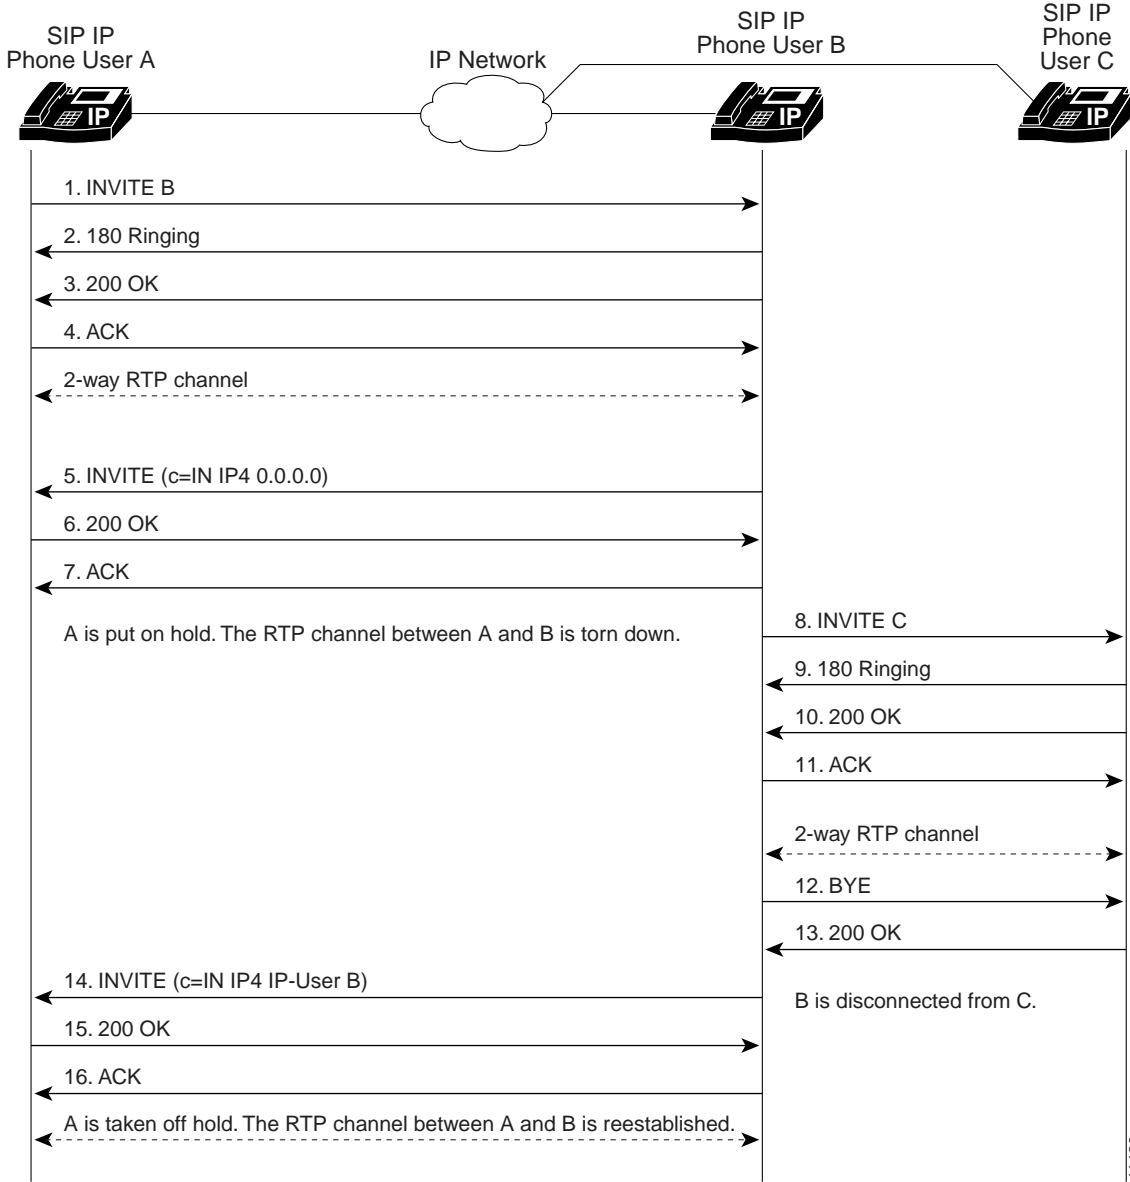 SIP IP
Phone User A
IP Network
SIP IP
Phone User B
SIP IP
Phone
User C
IP
IP
IP
1. INVITE B
2. 180 Ringing
3. 200 OK
4. ACK
2-way RTP channel
5. INVITE (c=IN IP4 0.0.0.0)
6. 200 OK
7. ACK
A is put on hold. The RTP channel between A and B is torn down.
8. INVITE C
9. 180 Ringing
10. 200 OK
11. ACK
2-way RTP channel
12. BYE
13. 200 OK
14. INVITE (c=IN IP4 IP-User B)
B is disconnected from C.
15. 200 OK
16. ACK
A is taken off hold. The RTP channel between A and B is reestablished.